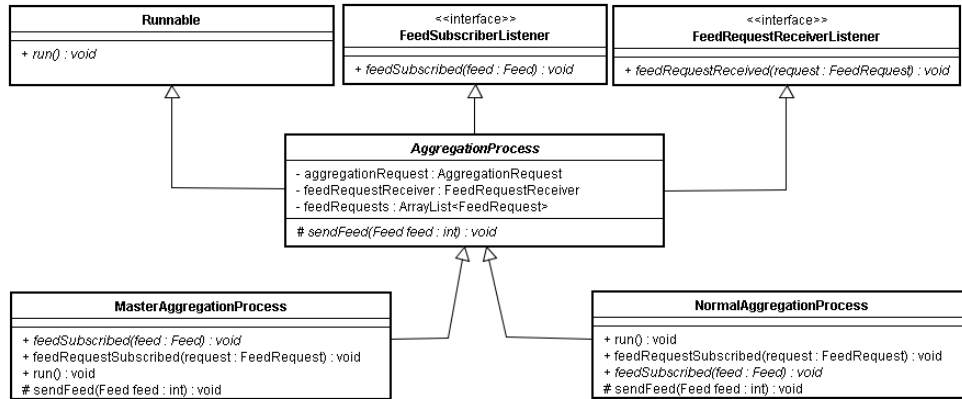 Runnable
+ run() : void
<<interface>>
FeedSubscriberListener
+ feedSubscribed(feed : Feed) : void
<<interface>>
FeedRequestReceiverListener
+ feedRequestReceived(request : FeedRequest) : void
AggregationProcess
- aggregationRequest : AggregationRequest
- feedRequestReceiver : FeedRequestReceiver
- feedRequests : ArrayList<FeedRequest>
# sendFeed(Feed feed : int) : void
MasterAggregationProcess
+ feedSubscribed(feed : Feed) : void
+ feedRequestSubscribed(request : FeedRequest) : void
+ run() : void
# sendFeed(Feed feed : int) : void
NormalAggregationProcess
+ run() : void
+ feedRequestSubscribed(request : FeedRequest) : void
+ feedSubscribed(feed : Feed) : void
# sendFeed(Feed feed : int) : void